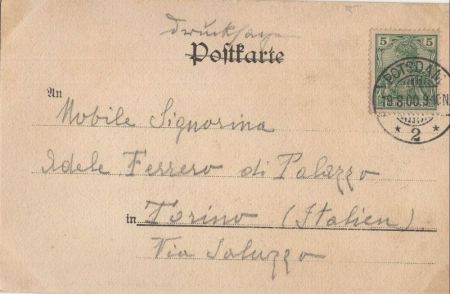 Drucksache
Postkarte
5 5
POTSDAM
19.8.00.
* 2 *
An
Nobile Signorina
Adele Ferrero di Palazzo
in Torino (Italien)
Via Saluzzo